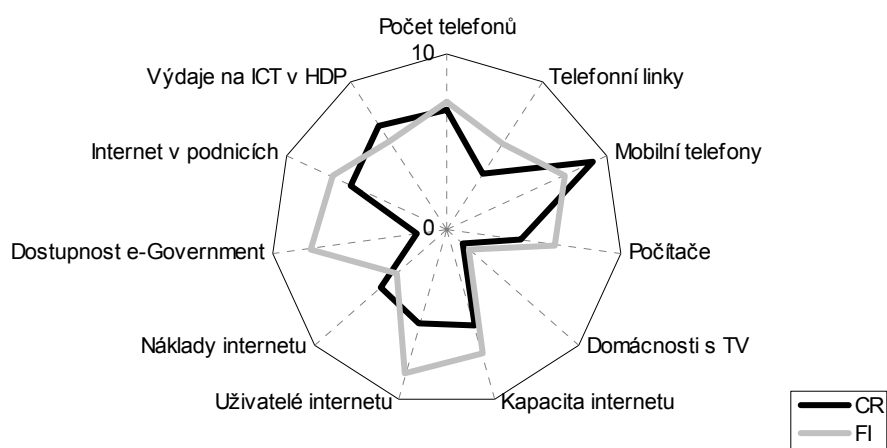 Počet telefonů
10
Výdaje na ICT v HDP
Telefonní linky
Internet v podnicích
Mobilní telefony
0
Dostupnost e-Government
Počítače
Náklady internetu
Domácnosti s TV
Uživatelé internetu
Kapacita internetu
CR
FI